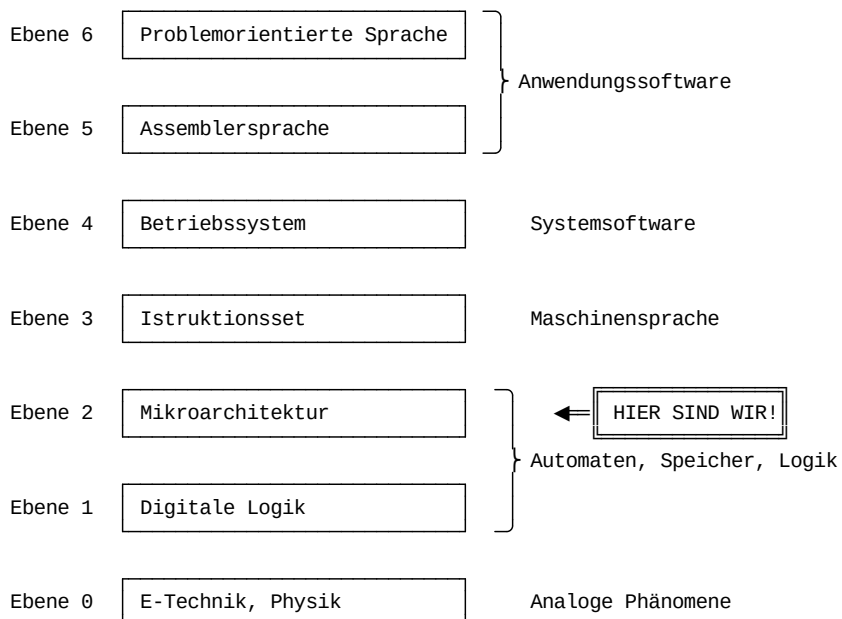 Ebene 6 Problemorientierte Sprache
Anwendungssoftware
Ebene 5 Assemblersprache
Ebene 4 Betriebssystem Systemsoftware
Ebene 3 Istruktionsset Maschinensprache
Ebene 2 Mikroarchitektur HIER SIND WIR!
Automaten, Speicher, Logik
Ebene 1 Digitale Logik
Ebene 0 E-Technik, Physik Analoge Phänomene